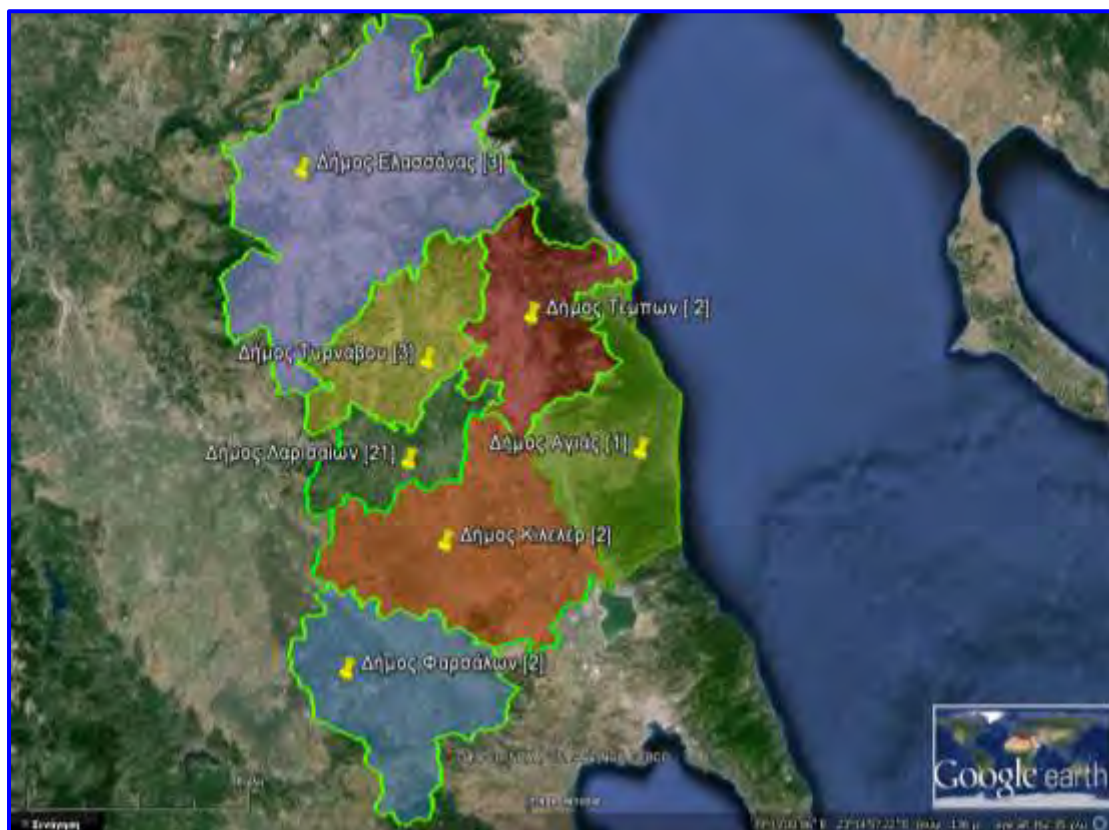 Δήμος Ελασσόνας [3]
Δήμος Τεμπων [ 2]
Δήμος Τυρνάβου [3]
Δήμος Αγιάς [1]
Δήμος Λαρισαίων [21]
Δήμος Κιλελέρ [2]
Δήμος Φαρσάλων [2]
Google earth
Ξενάγηση